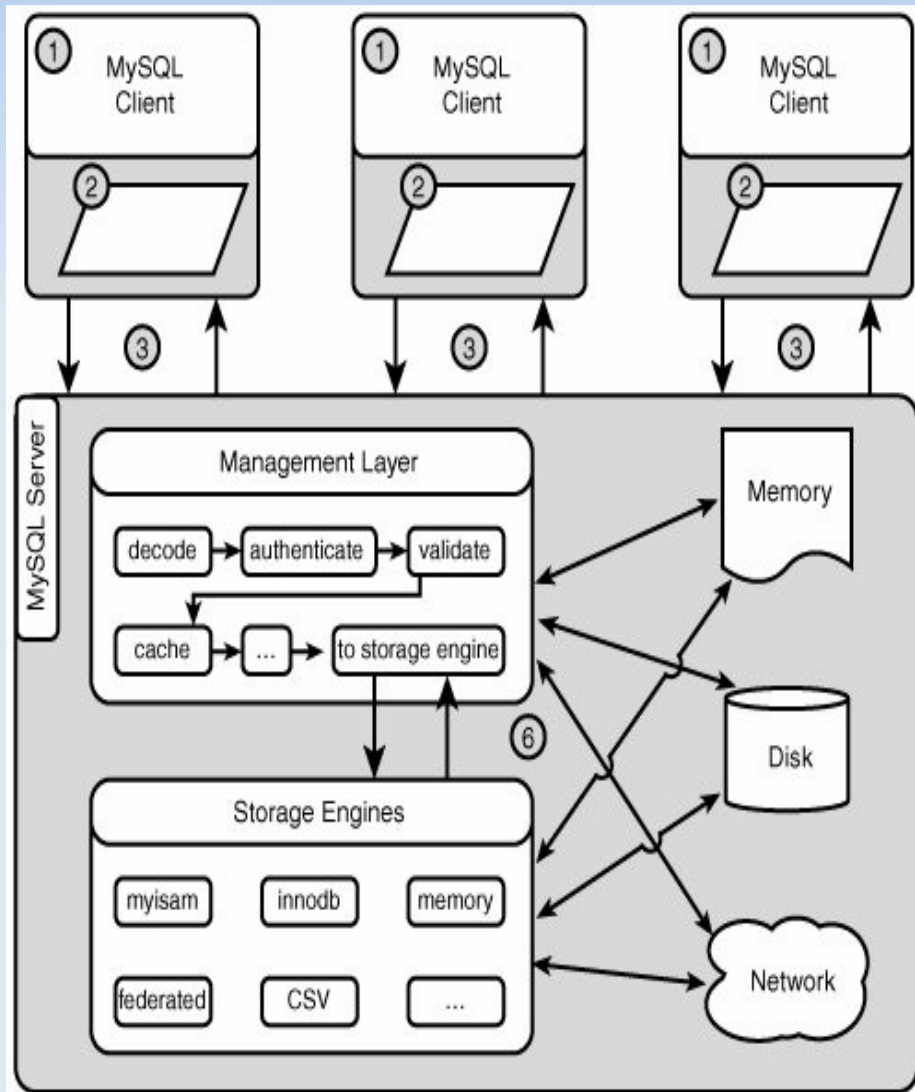 1
MySQL
Client
2
1
MySQL
Client
2
1
MySQL
Client
2
3
3
3
MySQL Server
Management Layer
decode
authenticate
validate
cache
...
to storage engine
Memory
6
Disk
Storage Engines
myisam
innodb
memory
federated
CSV
...
Network